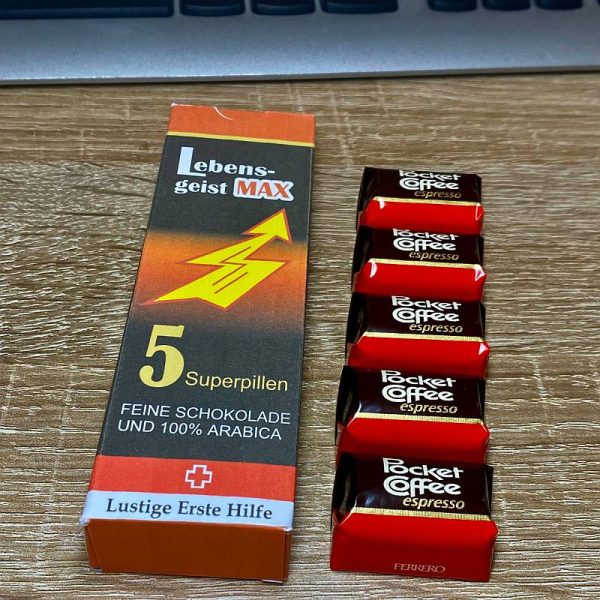 Lebens-
geist MAX
5 Superpillen
FEINE SCHOKOLADE
UND 100% ARABICA
Lustige Erste Hilfe
Pocket
Coffee
espresso
Pocket
Coffee
espresso
Pocket
Coffee
espresso
Pocket
Coffee
espresso
Pocket
Coffee
espresso
FERRERO